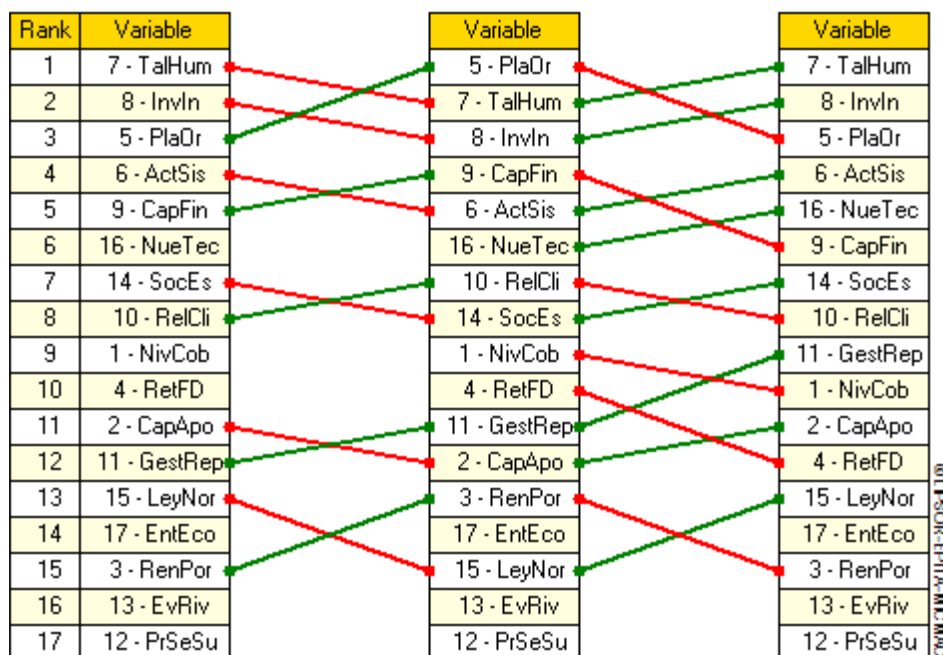 Rank Variable Variable Variable
1 7 - TalHum 5 - PlaOr 7 - TalHum
2 8 - InvIn 7 - TalHum 8 - InvIn
3 5 - PlaOr 8 - InvIn 5 - PlaOr
4 6 - ActSis 9 - CapFin 6 - ActSis
5 9 - CapFin 6 - ActSis 16 - NueTec
6 16 - NueTec 16 - NueTec 9 - CapFin
7 14 - SocEs 10 - RelCli 14 - SocEs
8 10 - RelCli 14 - SocEs 10 - RelCli
9 1 - NivCob 1 - NivCob 11 - GestRep
10 4 - RetFD 4 - RetFD 1 - NivCob
11 2 - CapApo 11 - GestRep 2 - CapApo
12 11 - GestRep 2 - CapApo 4 - RetFD
13 15 - LeyNor 3 - RenPor 15 - LeyNor
14 17 - EntEco 17 - EntEco 17 - EntEco
15 3 - RenPor 15 - LeyNor 3 - RenPor
16 13 - EvRiv 13 - EvRiv 13 - EvRiv
17 12 - PrSeSu 12 - PrSeSu 12 - PrSeSu
© LIPSOR-EPITA-MICMAC